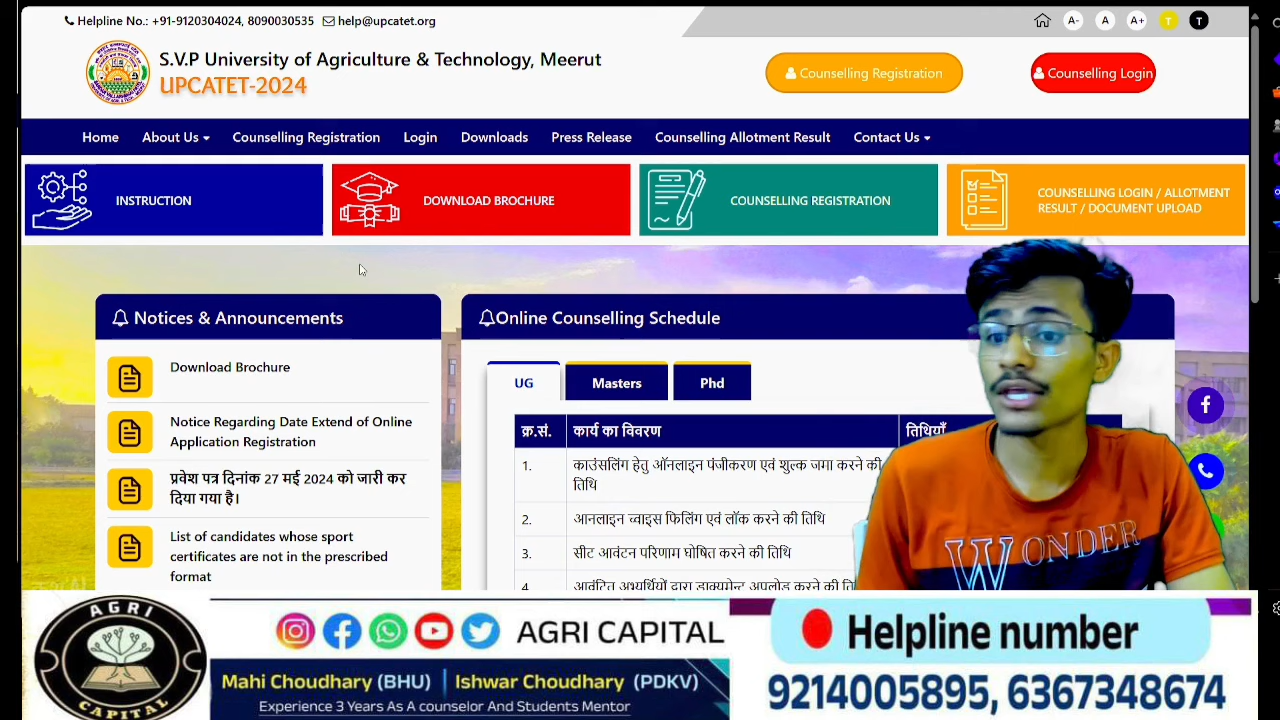 Helpline No.: +91-9120304024, 8090030535 help@upcatet.org
A- A A+ T T
S.V.P University of Agriculture & Technology, Meerut
UPCATET-2024
Counselling Registration
Counselling Login
Home About Us Counselling Registration Login Downloads Press Release Counselling Allotment Result Contact Us
INSTRUCTION
DOWNLOAD BROCHURE
COUNSELLING REGISTRATION
COUNSELLING LOGIN / ALLOTMENT
RESULT / DOCUMENT UPLOAD
Notices & Announcements
Download Brochure
Notice Regarding Date Extend of Online
Application Registration
प्रवेश पत्र दिनांक 27 मई 2024 को जारी कर
दिया गया है।
List of candidates whose sport
certificates are not in the prescribed
format
Online Counselling Schedule
UG Masters Phd
क्र.सं. कार्य का विवरण तिथियाँ
1. काउंसलिंग हेतु ऑनलाइन पंजीकरण एवं शुल्क जमा करने की
तिथि
2. आनलाइन च्वाइस फिलिंग एवं लॉक करने की तिथि
3. सीट आवंटन परिणाम घोषित करने की तिथि
4. आवंटित अभ्यर्थियों द्वारा डाक्यूमेन्ट अपलोड करने की
WONDER
AGRI
CAPITAL
AGRI CAPITAL
Mahi Choudhary (BHU) | Ishwar Choudhary (PDKV)
Experience 3 Years As A counselor And Students Mentor
Helpline number
9214005895, 6367348674